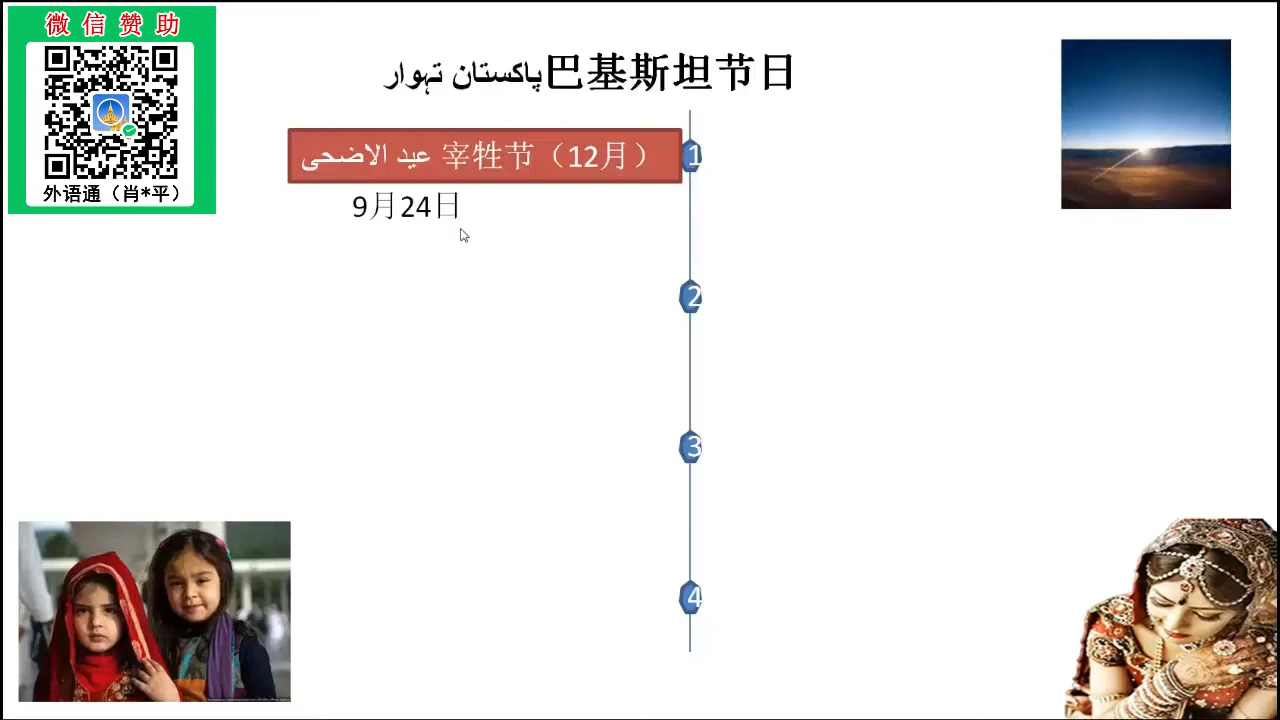 微信赞助
外语通（肖*平）
پاکستان تہوار巴基斯坦节日
عید الاضحی 宰牲节（12月）
1
9月24日
2
3
4